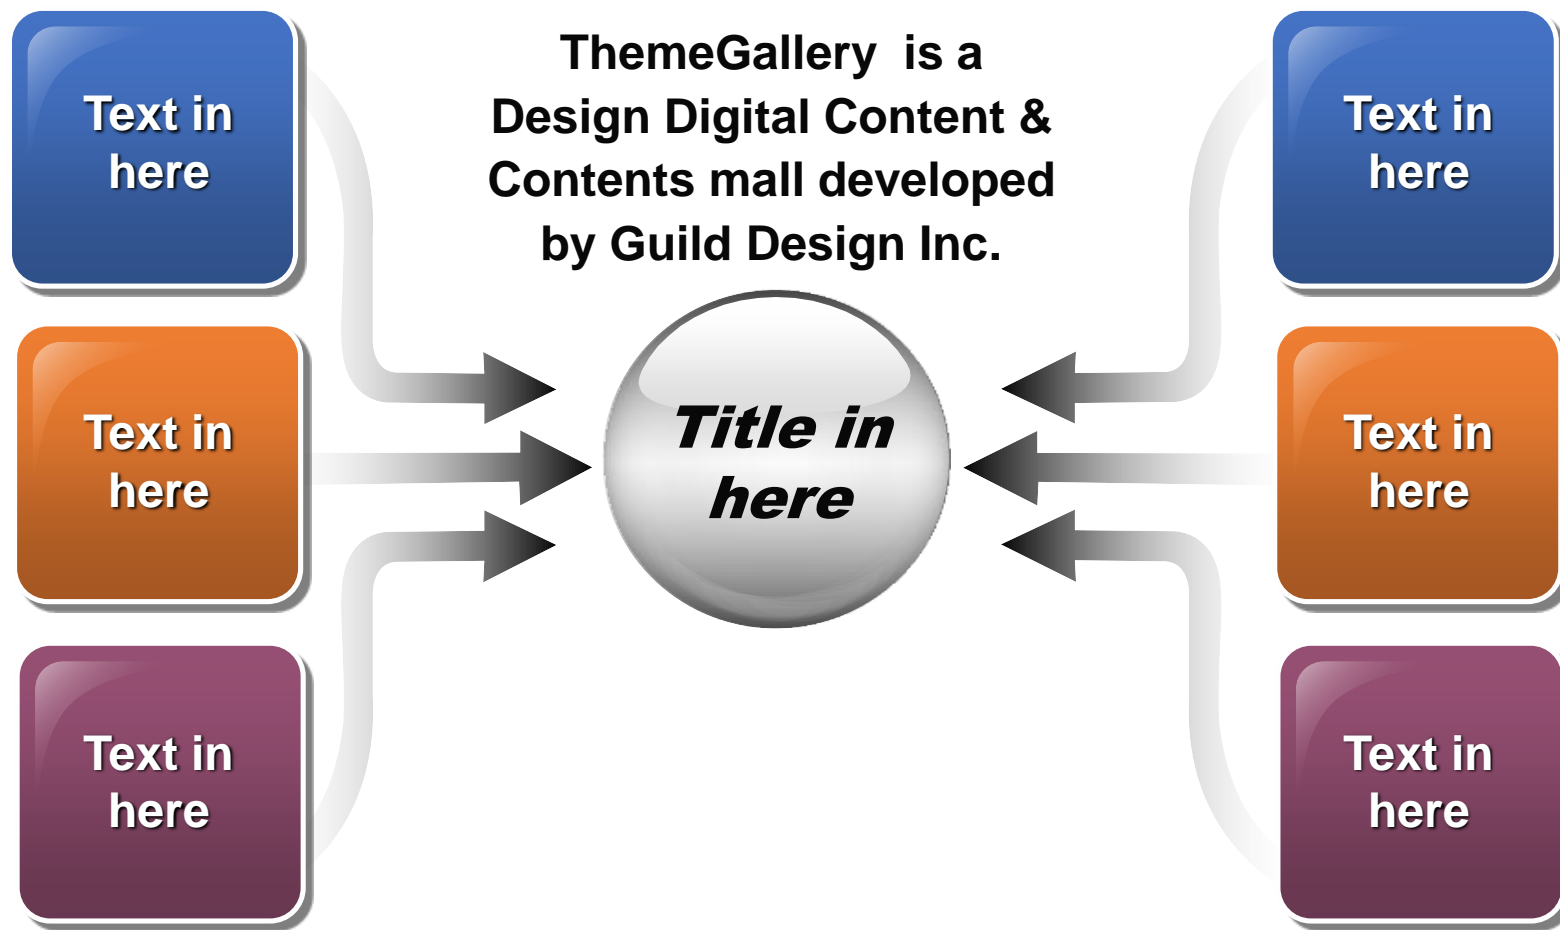 ThemeGallery  is a
Design Digital Content &
Contents mall developed
by Guild Design Inc.
Text in
here
Text in
here
Text in
here
Title in
here
Text in
here
Text in
here
Text in
here